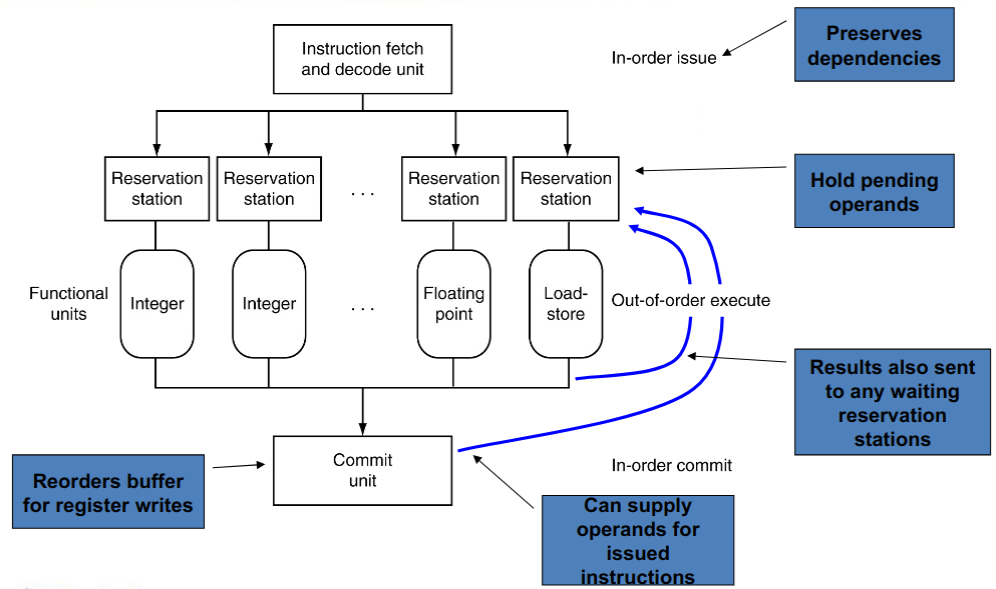 Instruction fetch
and decode unit
In-order issue
Preserves
dependencies
Reservation
station
Reservation
station
. . .
Reservation
station
Reservation
station
Hold pending
operands
Functional
units
Integer
Integer
. . .
Floating
point
Load-
store
Out-of-order execute
Results also sent
to any waiting
reservation
stations
Commit
unit
In-order commit
Reorders buffer
for register writes
Can supply
operands for
issued
instructions